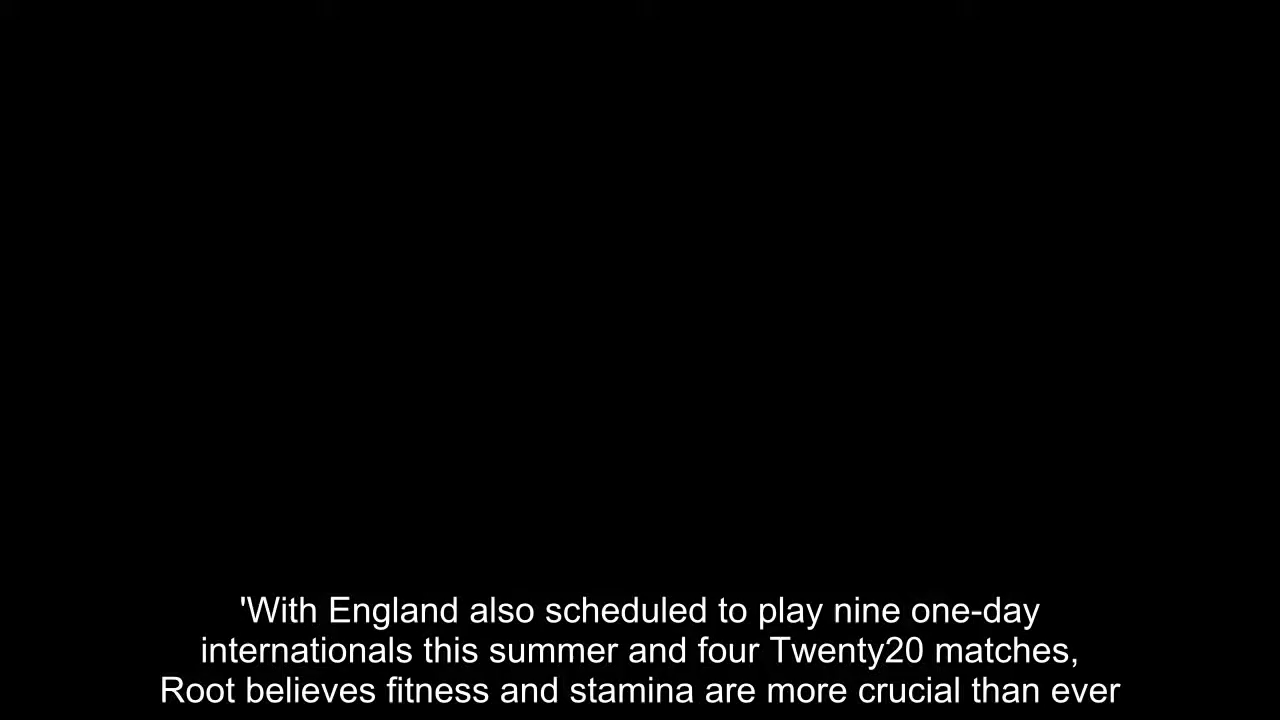 'With England also scheduled to play nine one-day
internationals this summer and four Twenty20 matches,
Root believes fitness and stamina are more crucial than ever